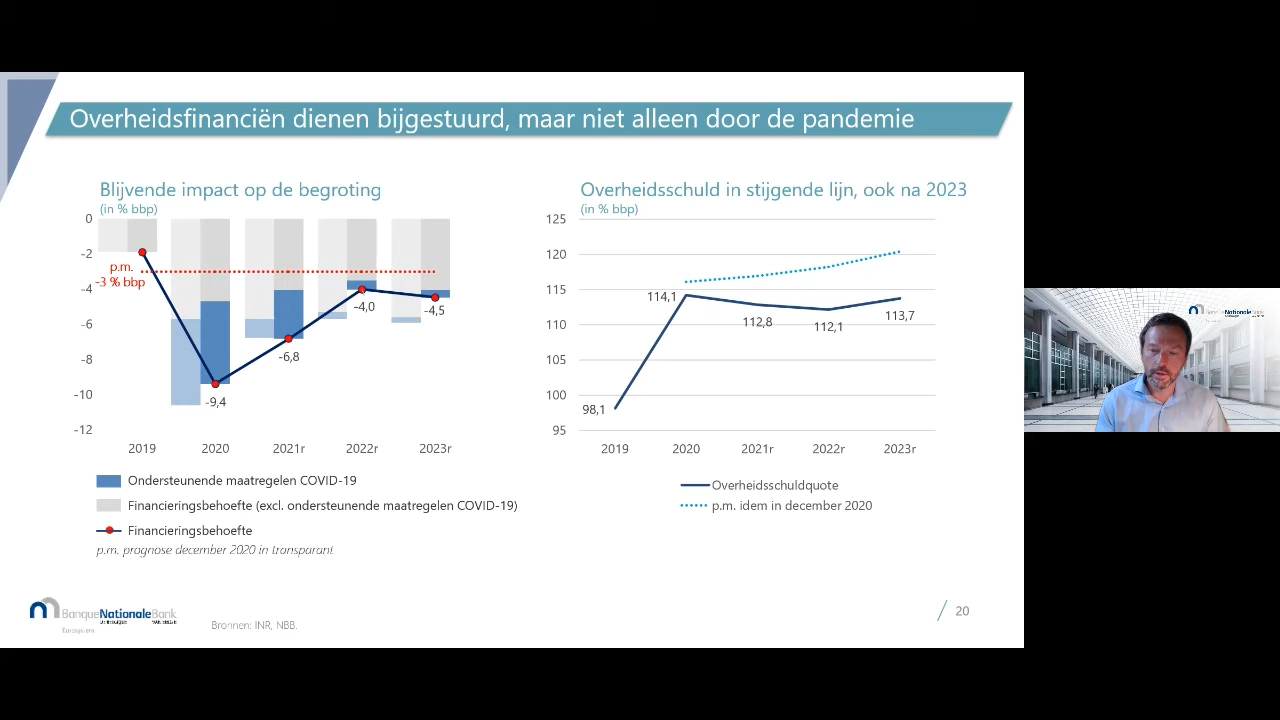 Overheidsfinanciën dienen bijgestuurd, maar niet alleen door de pandemie
Blijvende impact op de begroting
(in % bbp)
0
-2
-4
-6
-8
-10
-12
p.m.
-3 % bbp
-9,4
-6,8
-4,0
-4,5
2019
2020
2021r
2022r
2023r
Ondersteunende maatregelen COVID-19
Financieringsbehoefte (excl. ondersteunende maatregelen COVID-19)
Financieringsbehoefte
p.m. prognose december 2020 in transparant
Overheidsschuld in stijgende lijn, ook na 2023
(in % bbp)
125
120
115
110
105
100
95
98,1
114,1
112,8
112,1
113,7
2019
2020
2021r
2022r
2023r
Overheidsschuldquote
p.m. idem in december 2020
BanqueNationaleBank
Eurosysteem
Bronnen: INR, NBB.
20
BanqueNationaleBank